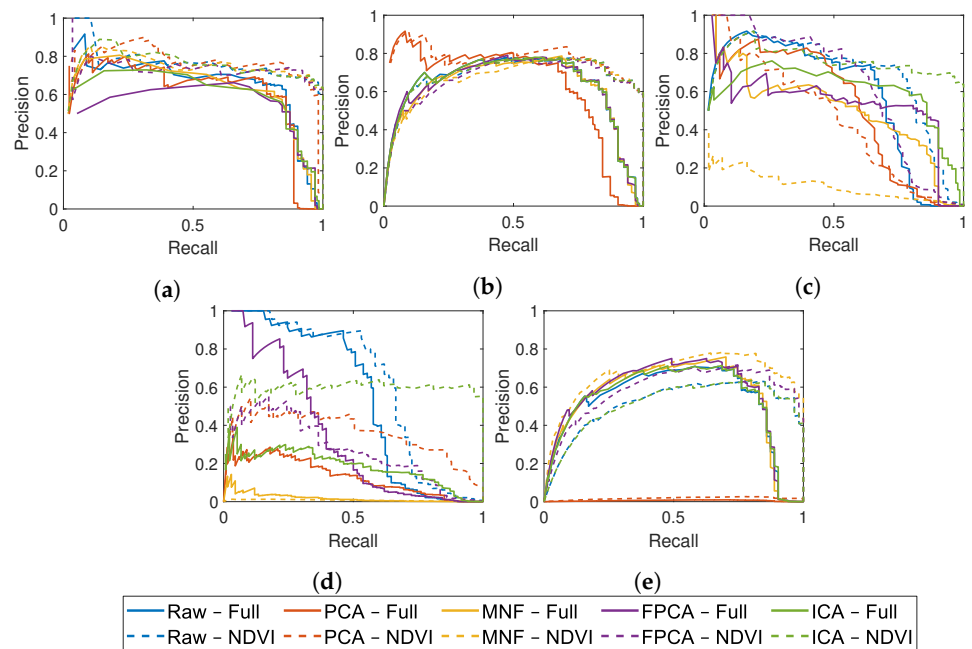 1
0.8
0.6
0.4
0.2
0
Precision
0 0.5 1
Recall
(a)
1
0.8
0.6
0.4
0.2
0
Precision
0 0.5 1
Recall
(b)
1
0.8
0.6
0.4
0.2
0
Precision
0 0.5 1
Recall
(c)
1
0.8
0.6
0.4
0.2
0
Precision
0 0.5 1
Recall
(d)
1
0.8
0.6
0.4
0.2
0
Precision
0 0.5 1
Recall
(e)
Raw – Full PCA – Full MNF – Full FPCA – Full ICA – Full
Raw – NDVI PCA – NDVI MNF – NDVI FPCA – NDVI ICA – NDVI